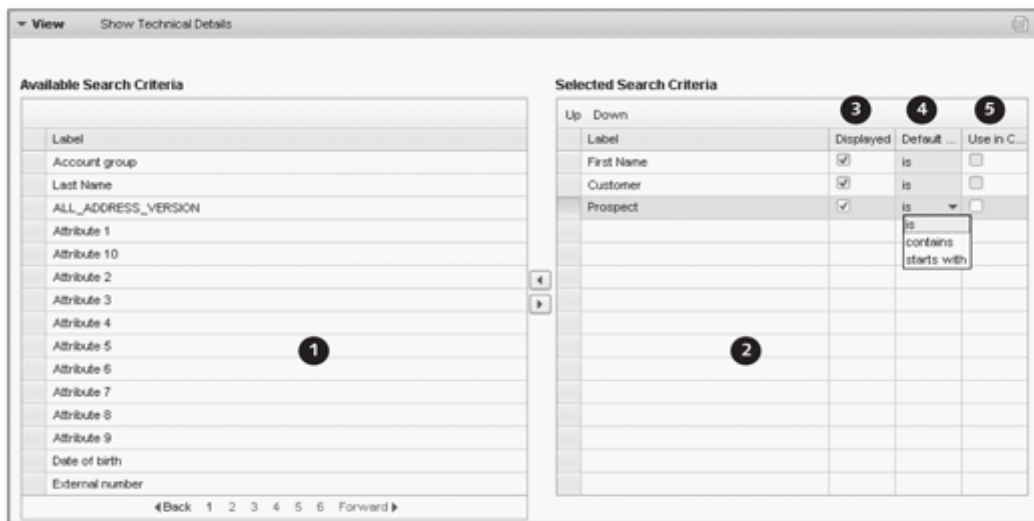 View Show Technical Details
Available Search Criteria
Label
Account group
Last Name
ALL_ADDRESS_VERSION
Attribute 1
Attribute 10
Attribute 2
Attribute 3
Attribute 4
Attribute 5
Attribute 6
Attribute 7
Attribute 8
Attribute 9
Date of birth
External number
Back 1 2 3 4 5 6 Forward
1
Selected Search Criteria
3 4 5
Up Down
Label Displayed Default ... Use in C...
First Name is
Customer is
Prospect is
is
contains
starts with
2